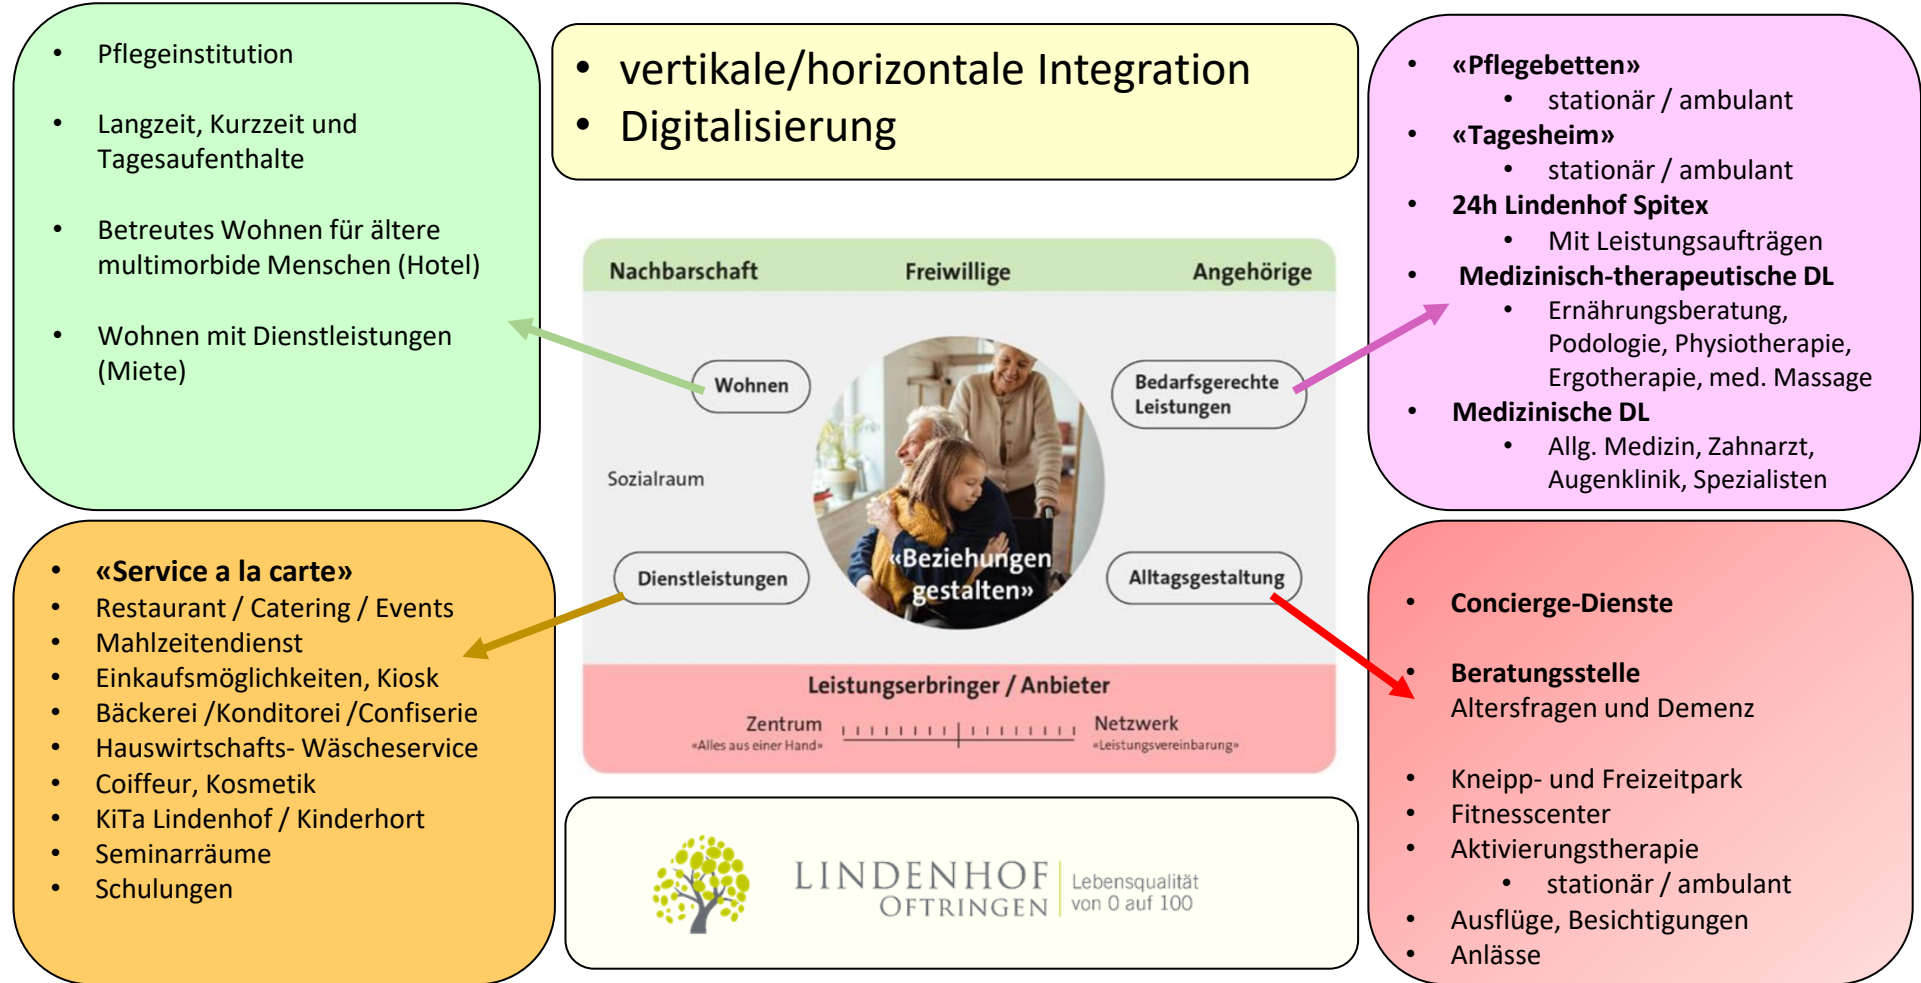 • Pflegeinstitution
• Langzeit, Kurzzeit und
Tagesaufenthalte
• Betreutes Wohnen für ältere
multimorbide Menschen (Hotel)
• Wohnen mit Dienstleistungen
(Miete)
• vertikale/horizontale Integration
• Digitalisierung
• «Pflegebetten»
• stationär / ambulant
• «Tagesheim»
• stationär / ambulant
• 24h Lindenhof Spitex
• Mit Leistungsaufträgen
• Medizinisch-therapeutische DL
• Ernährungsberatung,
Podologie, Physiotherapie,
Ergotherapie, med. Massage
• Medizinische DL
• Allg. Medizin, Zahnarzt,
Augenklinik, Spezialisten
Nachbarschaft Freiwillige Angehörige
Wohnen
Bedarfsgerechte
Leistungen
Sozialraum
«Beziehungen
gestalten»
Dienstleistungen
Alltagsgestaltung
Leistungserbringer / Anbieter
Zentrum
«Alles aus einer Hand»
Netzwerk
«Leistungsvereinbarung»
• «Service a la carte»
• Restaurant / Catering / Events
• Mahlzeitendienst
• Einkaufsmöglichkeiten, Kiosk
• Bäckerei /Konditorei /Confiserie
• Hauswirtschafts- Wäscheservice
• Coiffeur, Kosmetik
• KiTa Lindenhof / Kinderhort
• Seminarräume
• Schulungen
• Concierge-Dienste
• Beratungsstelle
Altersfragen und Demenz
• Kneipp- und Freizeitpark
• Fitnesscenter
• Aktivierungstherapie
• stationär / ambulant
• Ausflüge, Besichtigungen
• Anlässe
LINDENHOF
OFTRINGEN
Lebensqualität
von 0 auf 100